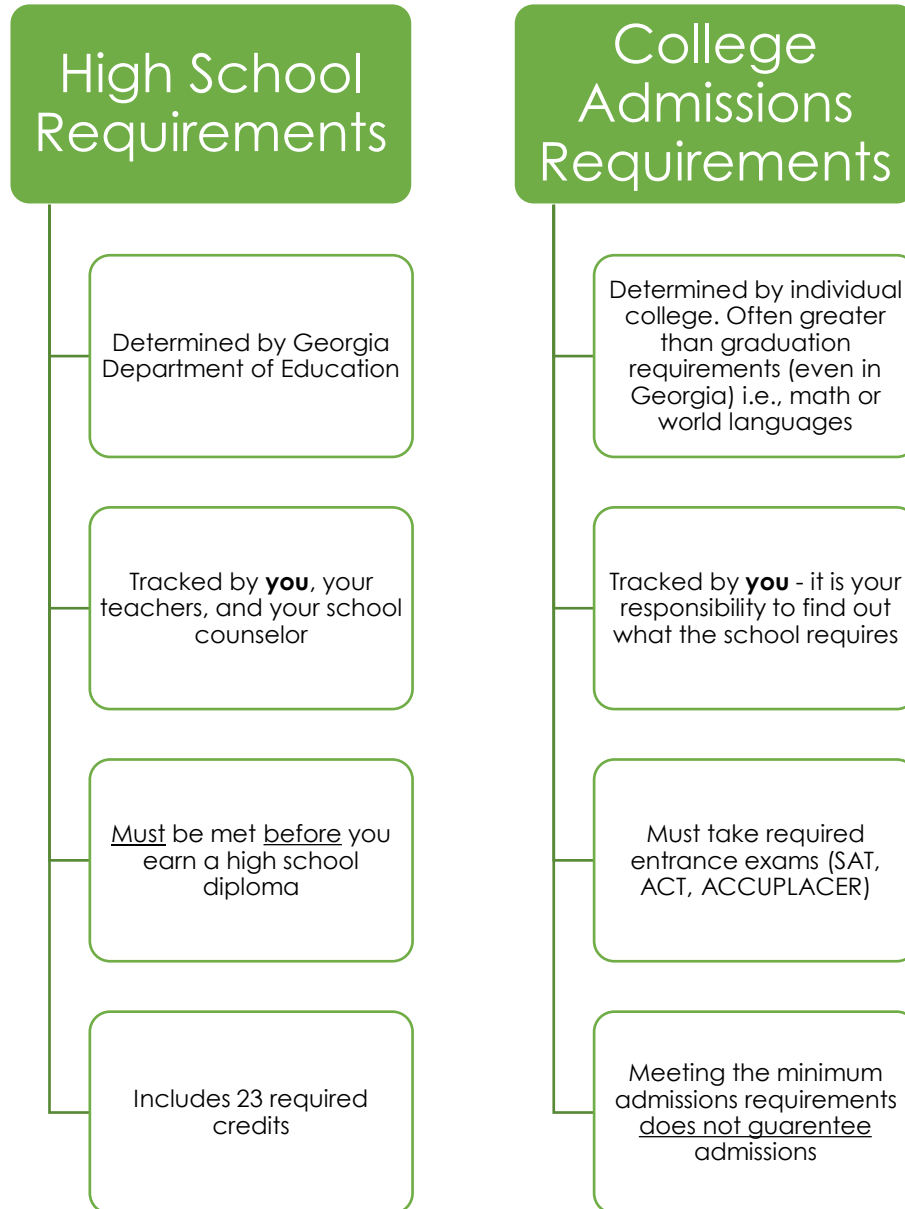 High School
Requirements
Determined by Georgia
Department of Education
Tracked by you, your
teachers, and your school
counselor
Must be met before you
earn a high school
diploma
Includes 23 required
credits
College
Admissions
Requirements
Determined by individual
college. Often greater
than graduation
requirements (even in
Georgia) i.e., math or
world languages
Tracked by you - it is your
responsibility to find out
what the school requires
Must take required
entrance exams (SAT,
ACT, ACCUPLACER)
Meeting the minimum
admissions requirements
does not guarentee
admissions